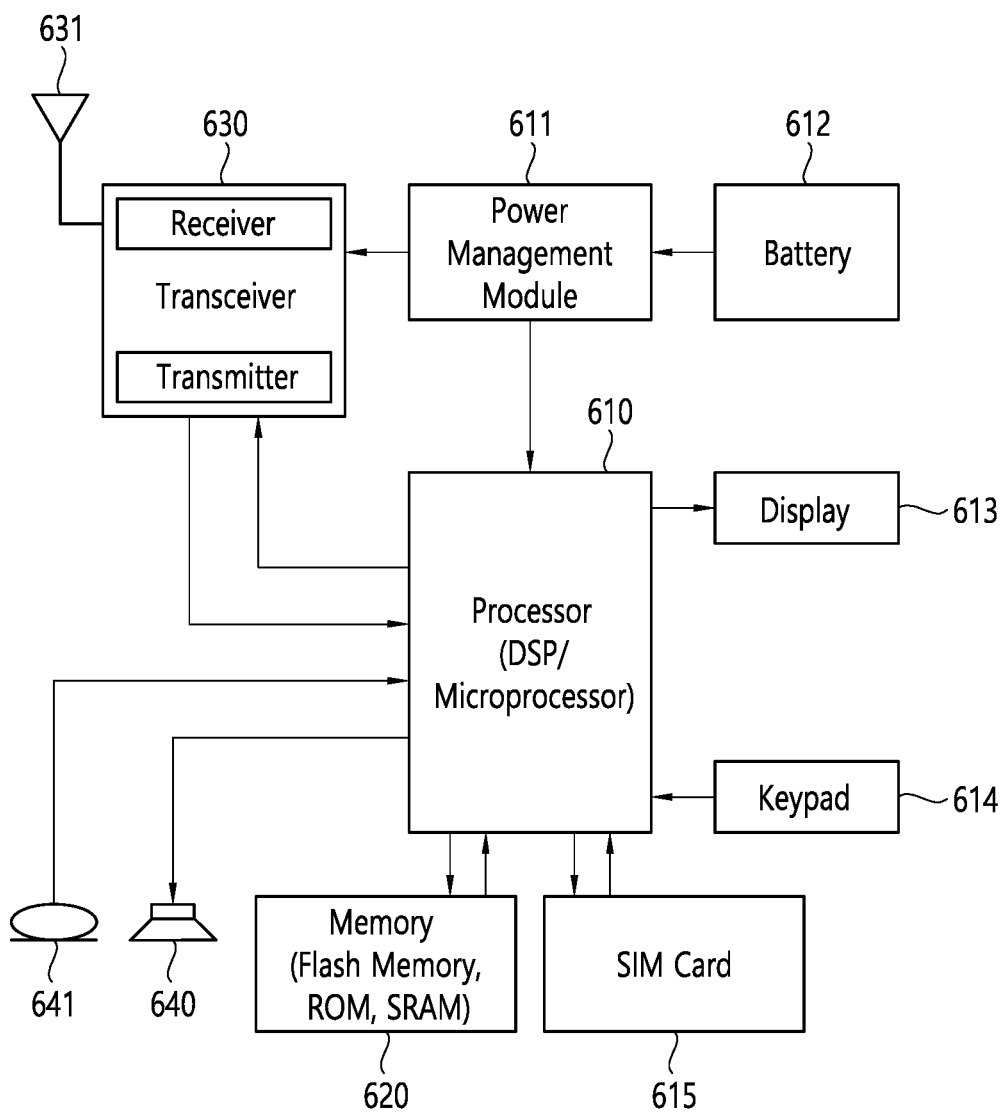 631
630
611
612
Receiver
Transceiver
Transmitter
Power
Management
Module
Battery
610
Display
613
Processor
(DSP/
Microprocessor)
Keypad
614
Memory
(Flash Memory,
ROM, SRAM)
SIM Card
641
640
620
615